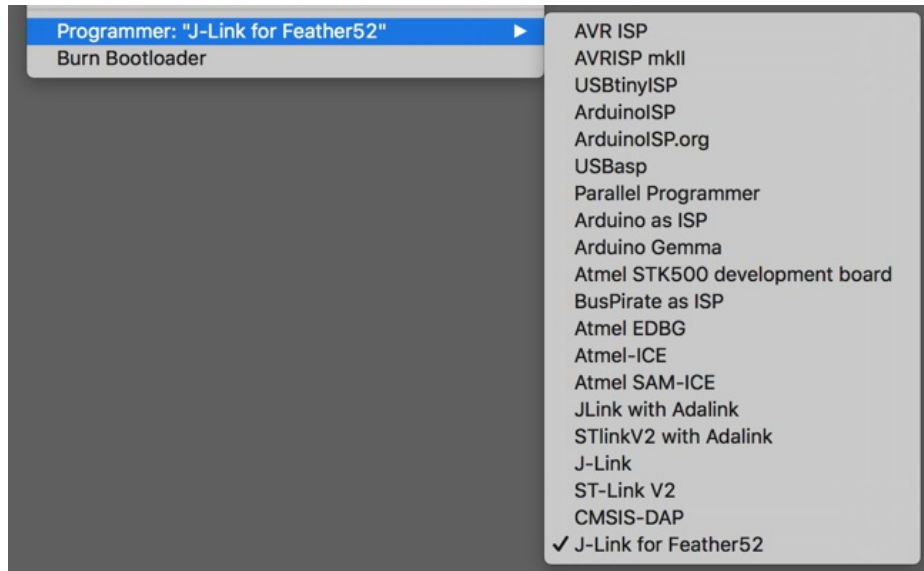 Programmer: "J-Link for Feather52"
Burn Bootloader
AVR ISP
AVRISP mkII
USBtinyISP
ArduinoISP
ArduinoISP.org
USBasp
Parallel Programmer
Arduino as ISP
Arduino Gemma
Atmel STK500 development board
BusPirate as ISP
Atmel EDBG
Atmel-ICE
Atmel SAM-ICE
JLink with Adalink
STlinkV2 with Adalink
J-Link
ST-Link V2
CMSIS-DAP
✓ J-Link for Feather52